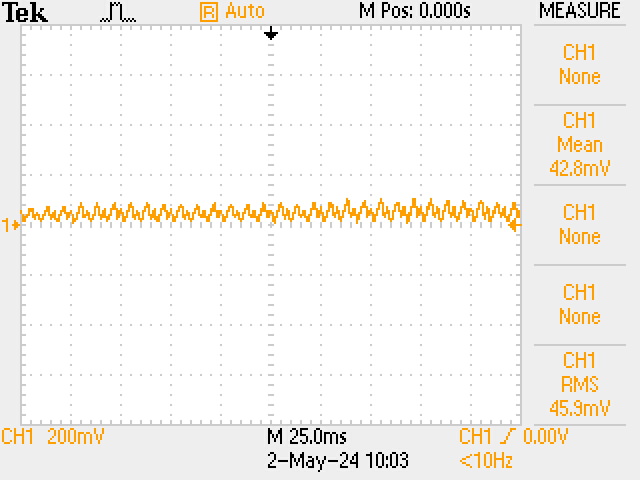 Tek R Auto M Pos: 0.000s MEASURE
CH1
None
CH1
Mean
42.8mV
CH1
None
CH1
None
CH1
RMS
45.9mV
1
CH1 200mV M 25.0ms CH1 0.00V
2-May-24 10:03 <10Hz